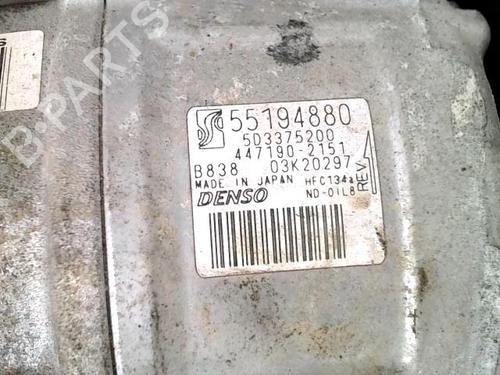 55194880
5D3375200
447190-2151
B838 03K20297
MADE IN JAPAN HFC134a
DENSO ND-OIL8
REV
B-PARTS